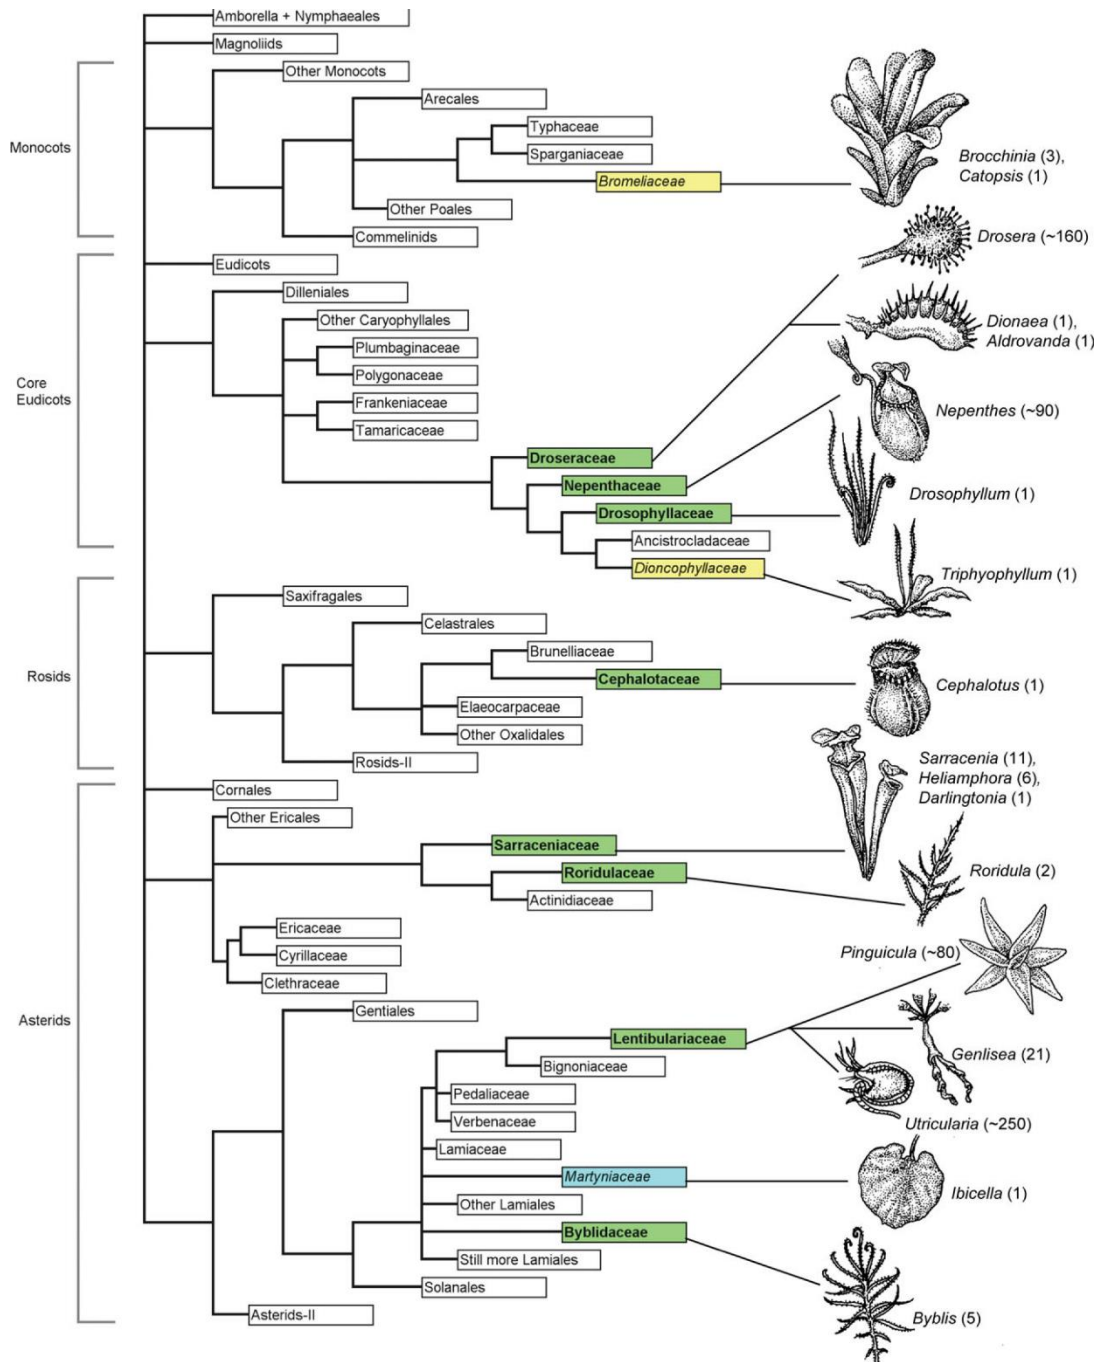 Amborella + Nymphaeales
Magnoliids
Monocots
Other Monocots
Arecales
Typhaceae
Sparganiaceae
Bromeliaceae
Brocchinia (3),
Catopsis (1)
Other Poales
Commelinids
Drosera (~160)
Core
Eudicots
Eudicots
Dilleniales
Other Caryophyllales
Plumbaginaceae
Polygonaceae
Frankeniaceae
Tamaricaceae
Dionaea (1),
Aldrovanda (1)
Nepenthes (~90)
Droseraceae
Nepenthaceae
Drosophyllaceae
Drosophyllum (1)
Ancistrocladaceae
Dioncophyllaceae
Triphyophyllum (1)
Rosids
Saxifragales
Celastrales
Brunelliaceae
Cephalotaceae
Cephalotus (1)
Elaeocarpaceae
Other Oxalidales
Rosids-II
Sarracenia (11),
Heliamphora (6),
Darlingtonia (1)
Asterids
Cornales
Other Ericales
Sarraceniaceae
Roridulaceae
Roridula (2)
Actinidiaceae
Ericaceae
Cyrillaceae
Clethraceae
Pinguicula (~80)
Gentiales
Lentibulariaceae
Bignoniaceae
Genlisea (21)
Pedaliaceae
Verbenaceae
Utricularia (~250)
Lamiaceae
Martyniaceae
Ibicella (1)
Other Lamiales
Byblidaceae
Still more Lamiales
Solanales
Asterids-II
Byblis (5)